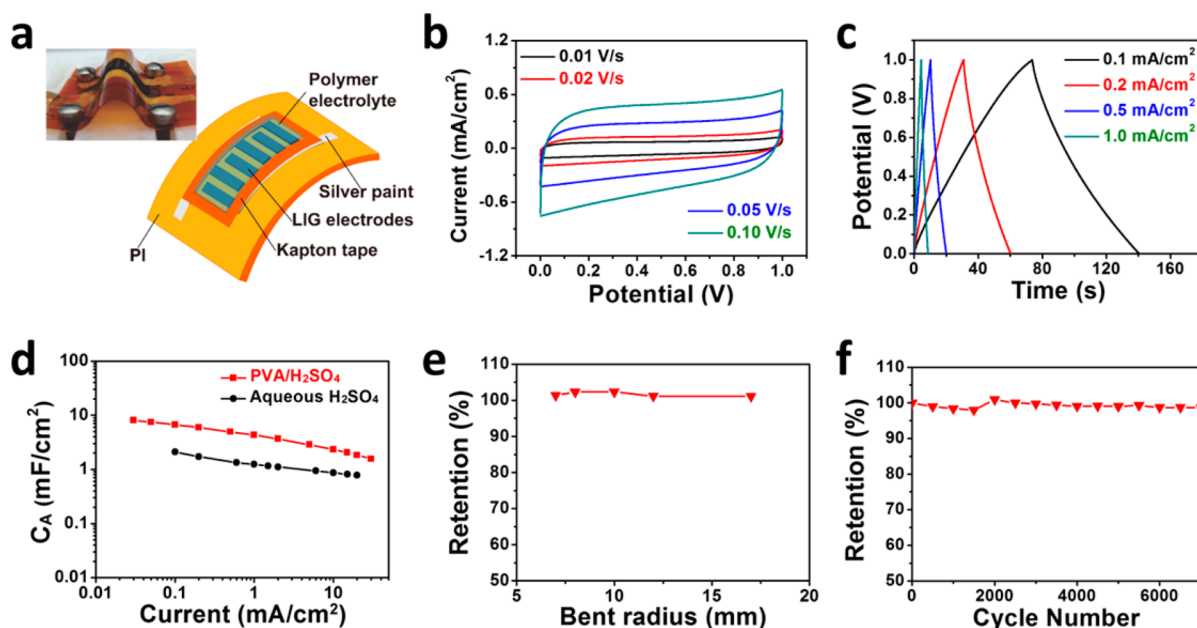 a
Polymer
electrolyte
Silver paint
LIG electrodes
Kapton tape
PI
b
1.2
0.6
0.0
-0.6
-1.2
Current (mA/cm²)
0.01 V/s
0.02 V/s
0.05 V/s
0.10 V/s
0.0 0.2 0.4 0.6 0.8 1.0
Potential (V)
c
1.0
0.8
0.6
0.4
0.2
0.0
Potential (V)
0.1 mA/cm²
0.2 mA/cm²
0.5 mA/cm²
1.0 mA/cm²
0 40 80 120 160
Time (s)
d
100
10
1
0.1
0.01
C_A (mF/cm²)
PVA/H₂SO₄
Aqueous H₂SO₄
0.01 0.1 1 10
Current (mA/cm²)
e
110
100
90
80
70
60
50
Retention (%)
5 10 15 20
Bent radius (mm)
f
110
100
90
80
70
60
50
Retention (%)
0 2000 4000 6000
Cycle Number